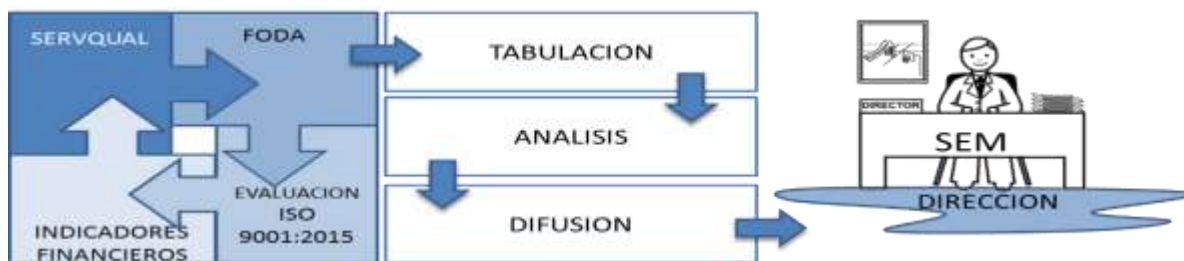 SERVQUAL
FODA
EVALUACION
ISO
9001:2015
INDICADORES
FINANCIEROS
TABULACION
ANALISIS
DIFUSION
DIRECTOR
SEM
DIRECCION